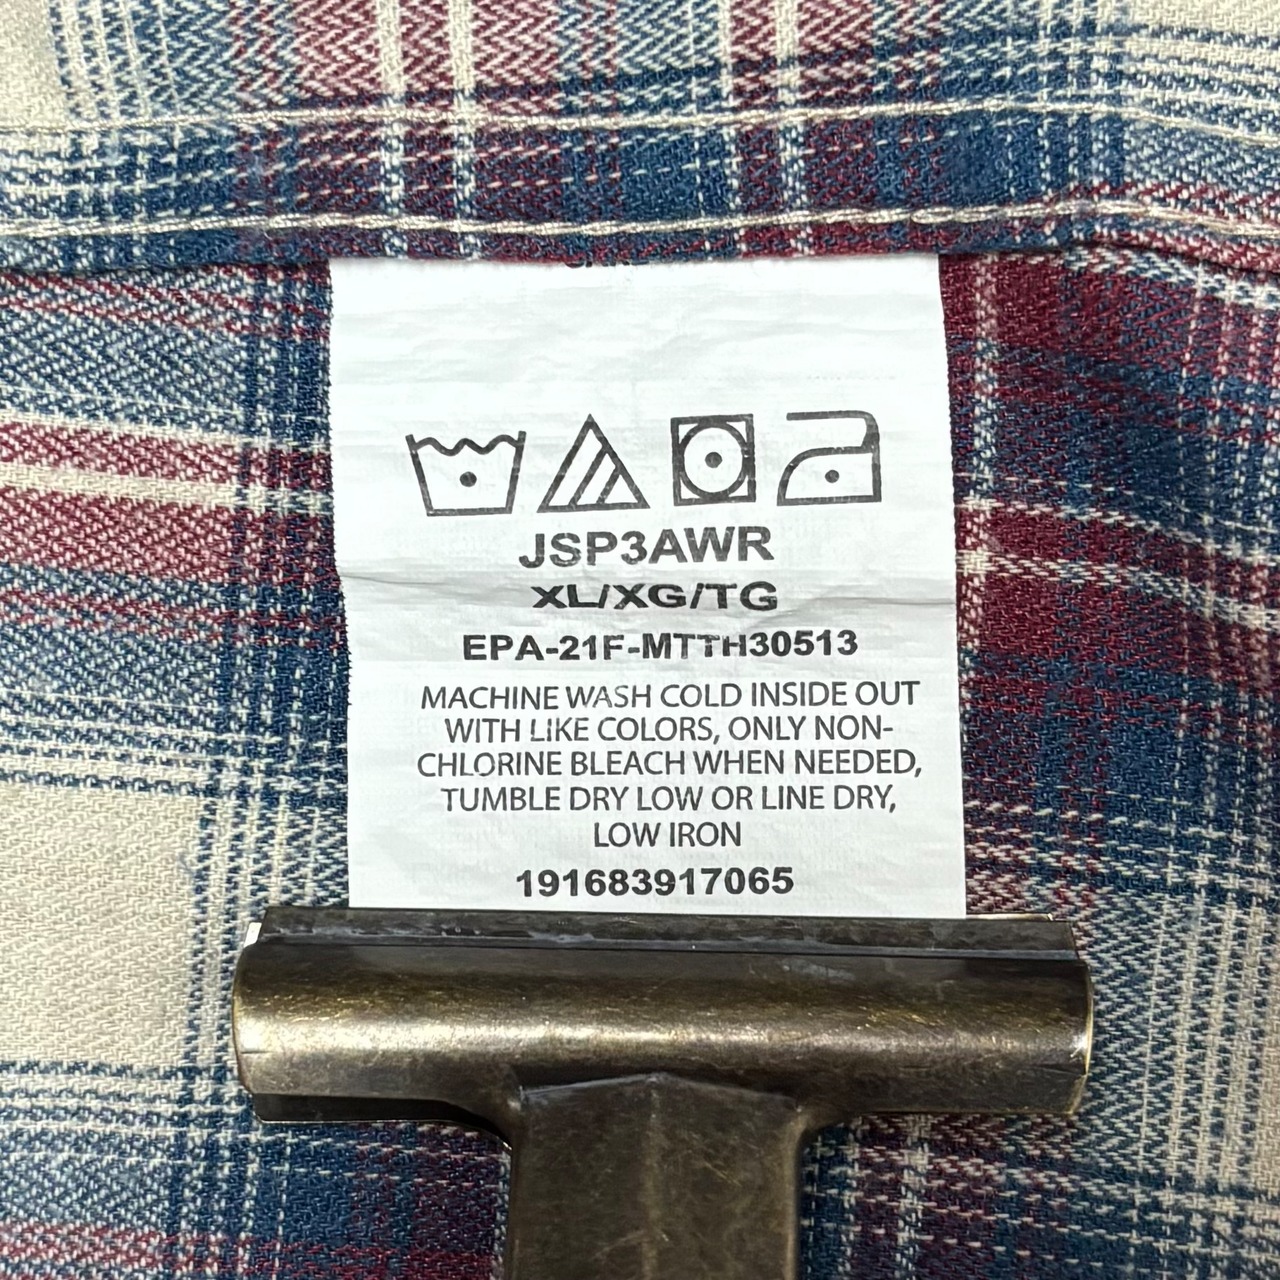 JSP3AWR
XL/XG/TG
EPA-21F-MTTH30513
MACHINE WASH COLD INSIDE OUT
WITH LIKE COLORS, ONLY NON-
CHLORINE BLEACH WHEN NEEDED,
TUMBLE DRY LOW OR LINE DRY,
LOW IRON
191683917065